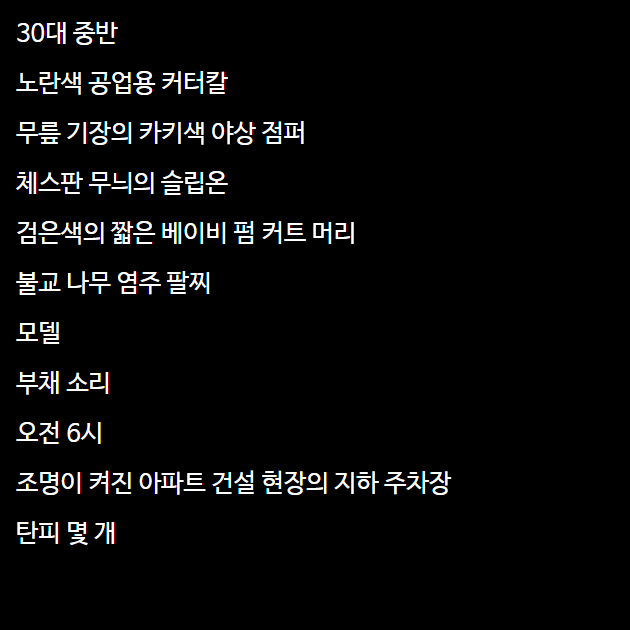 30대 중반
노란색 공업용 커터칼
무릎 기장의 카키색 야상 점퍼
체스판 무늬의 슬립온
검은색의 짧은 베이비 펌 커트 머리
불교 나무 염주 팔찌
모델
부채 소리
오전 6시
조명이 켜진 아파트 건설 현장의 지하 주차장
탄피 몇 개